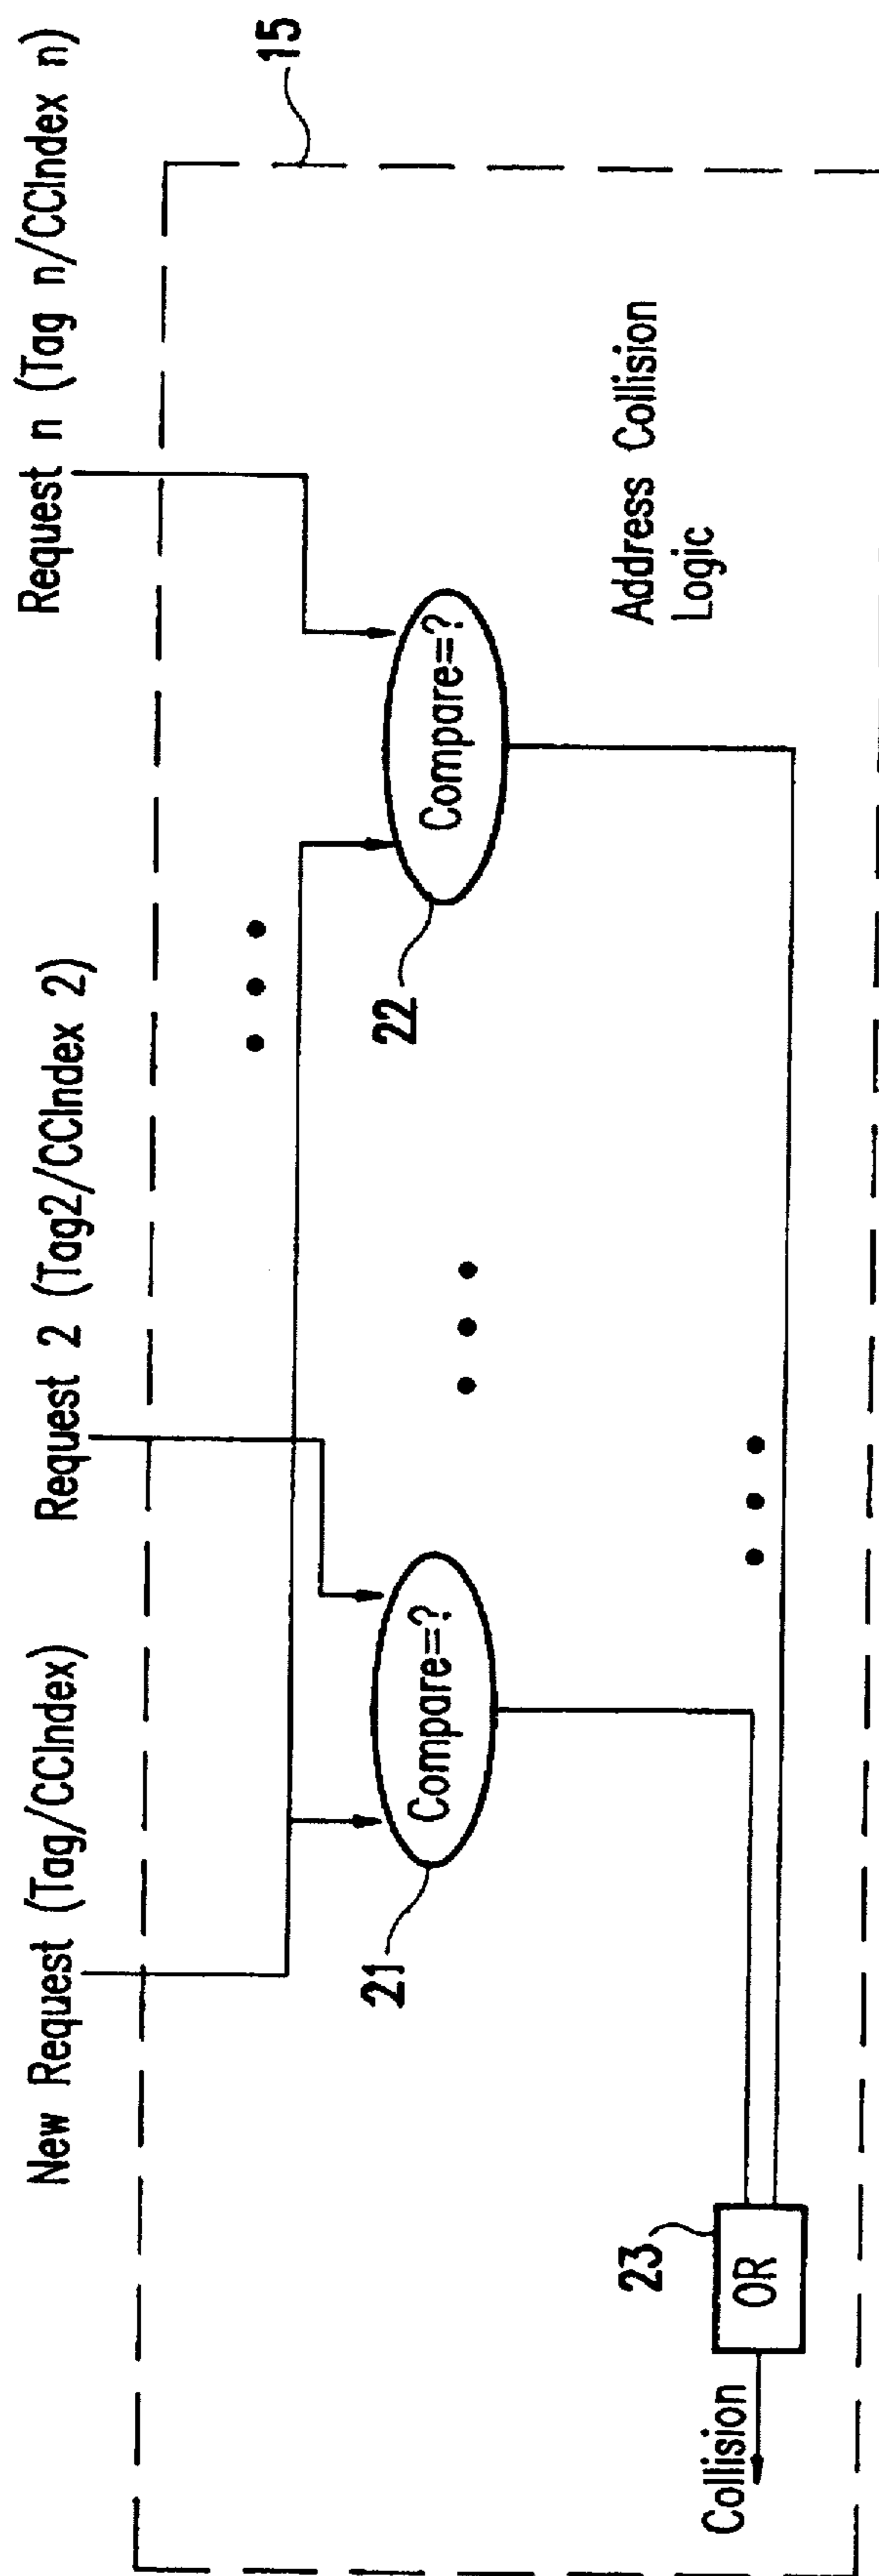 New Request (Tag/CCIndex)
Request 2 (Tag2/CCIndex 2)
Request n (Tag n/CCIndex n)
15
Compare=?
21
Compare=?
22
Address Collision
Logic
23
OR
Collision